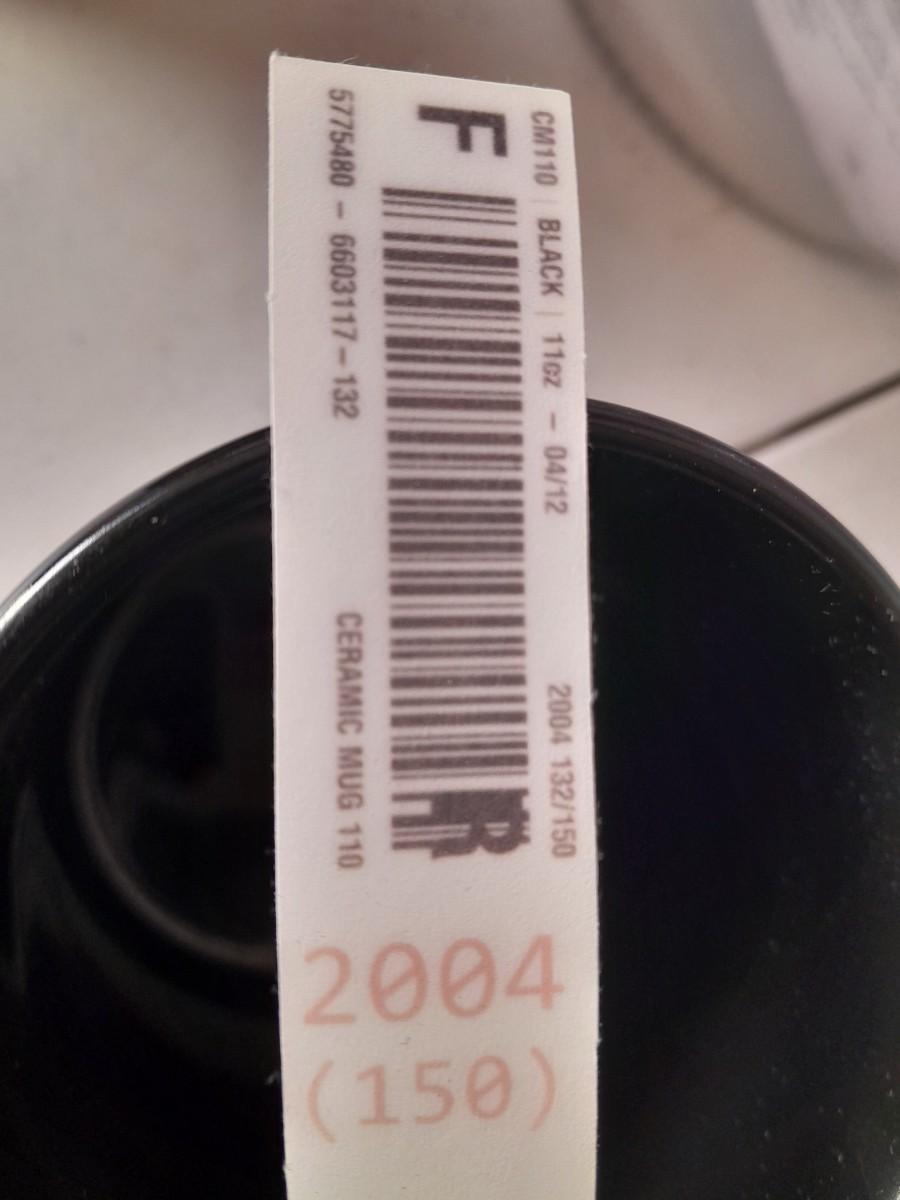 CM110 | BLACK | 11oz - 04/12 2004 132/150
F
R
5775480 - 6603117-132 CERAMIC MUG 110
2004
(150)